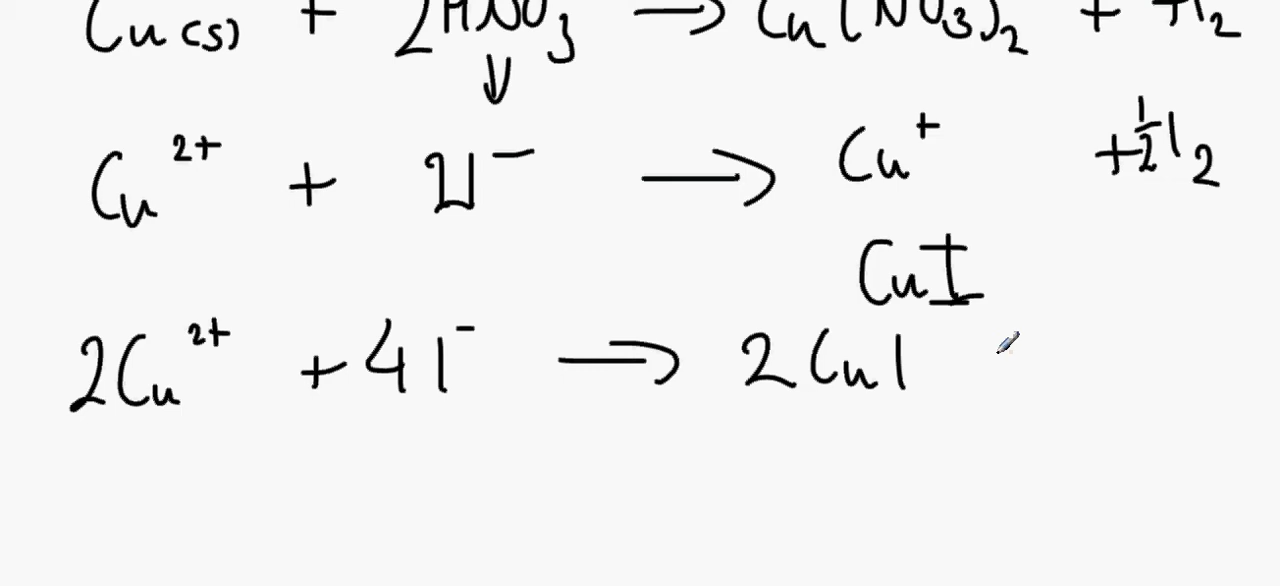 Cu (s) + 2HNO₃ → Cu(NO₃)₂ + H₂
↓
Cu²⁺ + 2I⁻ → Cu⁺ + ½I₂
CuI
2Cu²⁺ + 4I⁻ → 2CuI